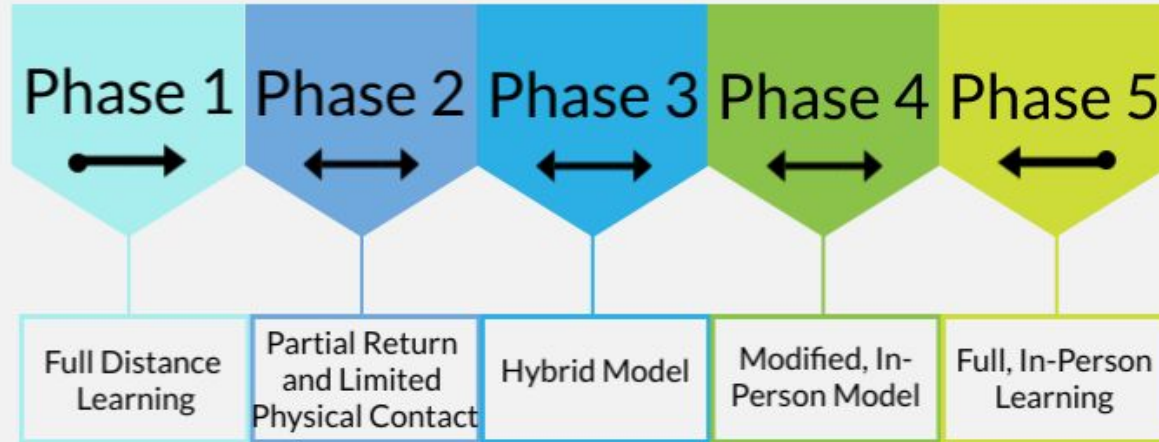 Phase 1
Phase 2
Phase 3
Phase 4
Phase 5
Full Distance
Learning
Partial Return
and Limited
Physical Contact
Hybrid Model
Modified, In-
Person Model
Full, In-Person
Learning